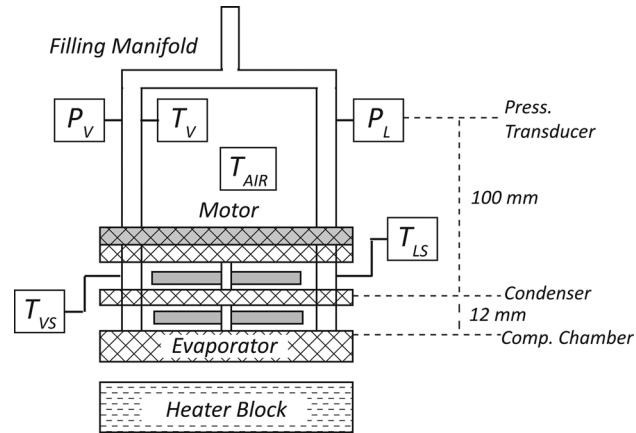 Filling Manifold
P_V
T_V
P_L
Press.
Transducer
T_AIR
Motor
100 mm
T_LS
T_VS
Condenser
12 mm
Comp. Chamber
Evaporator
Heater Block